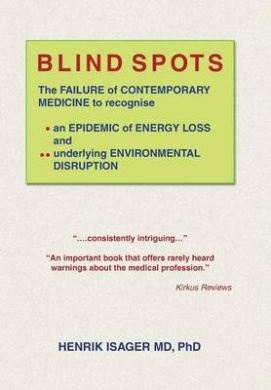 BLIND SPOTS
The FAILURE of CONTEMPORARY
MEDICINE to recognise
• an EPIDEMIC of ENERGY LOSS
and
•• underlying ENVIRONMENTAL
DISRUPTION
“....consistently intriguing...”
“An important book that offers rarely heard
warnings about the medical profession.”
Kirkus Reviews
HENRIK ISAGER MD, PhD